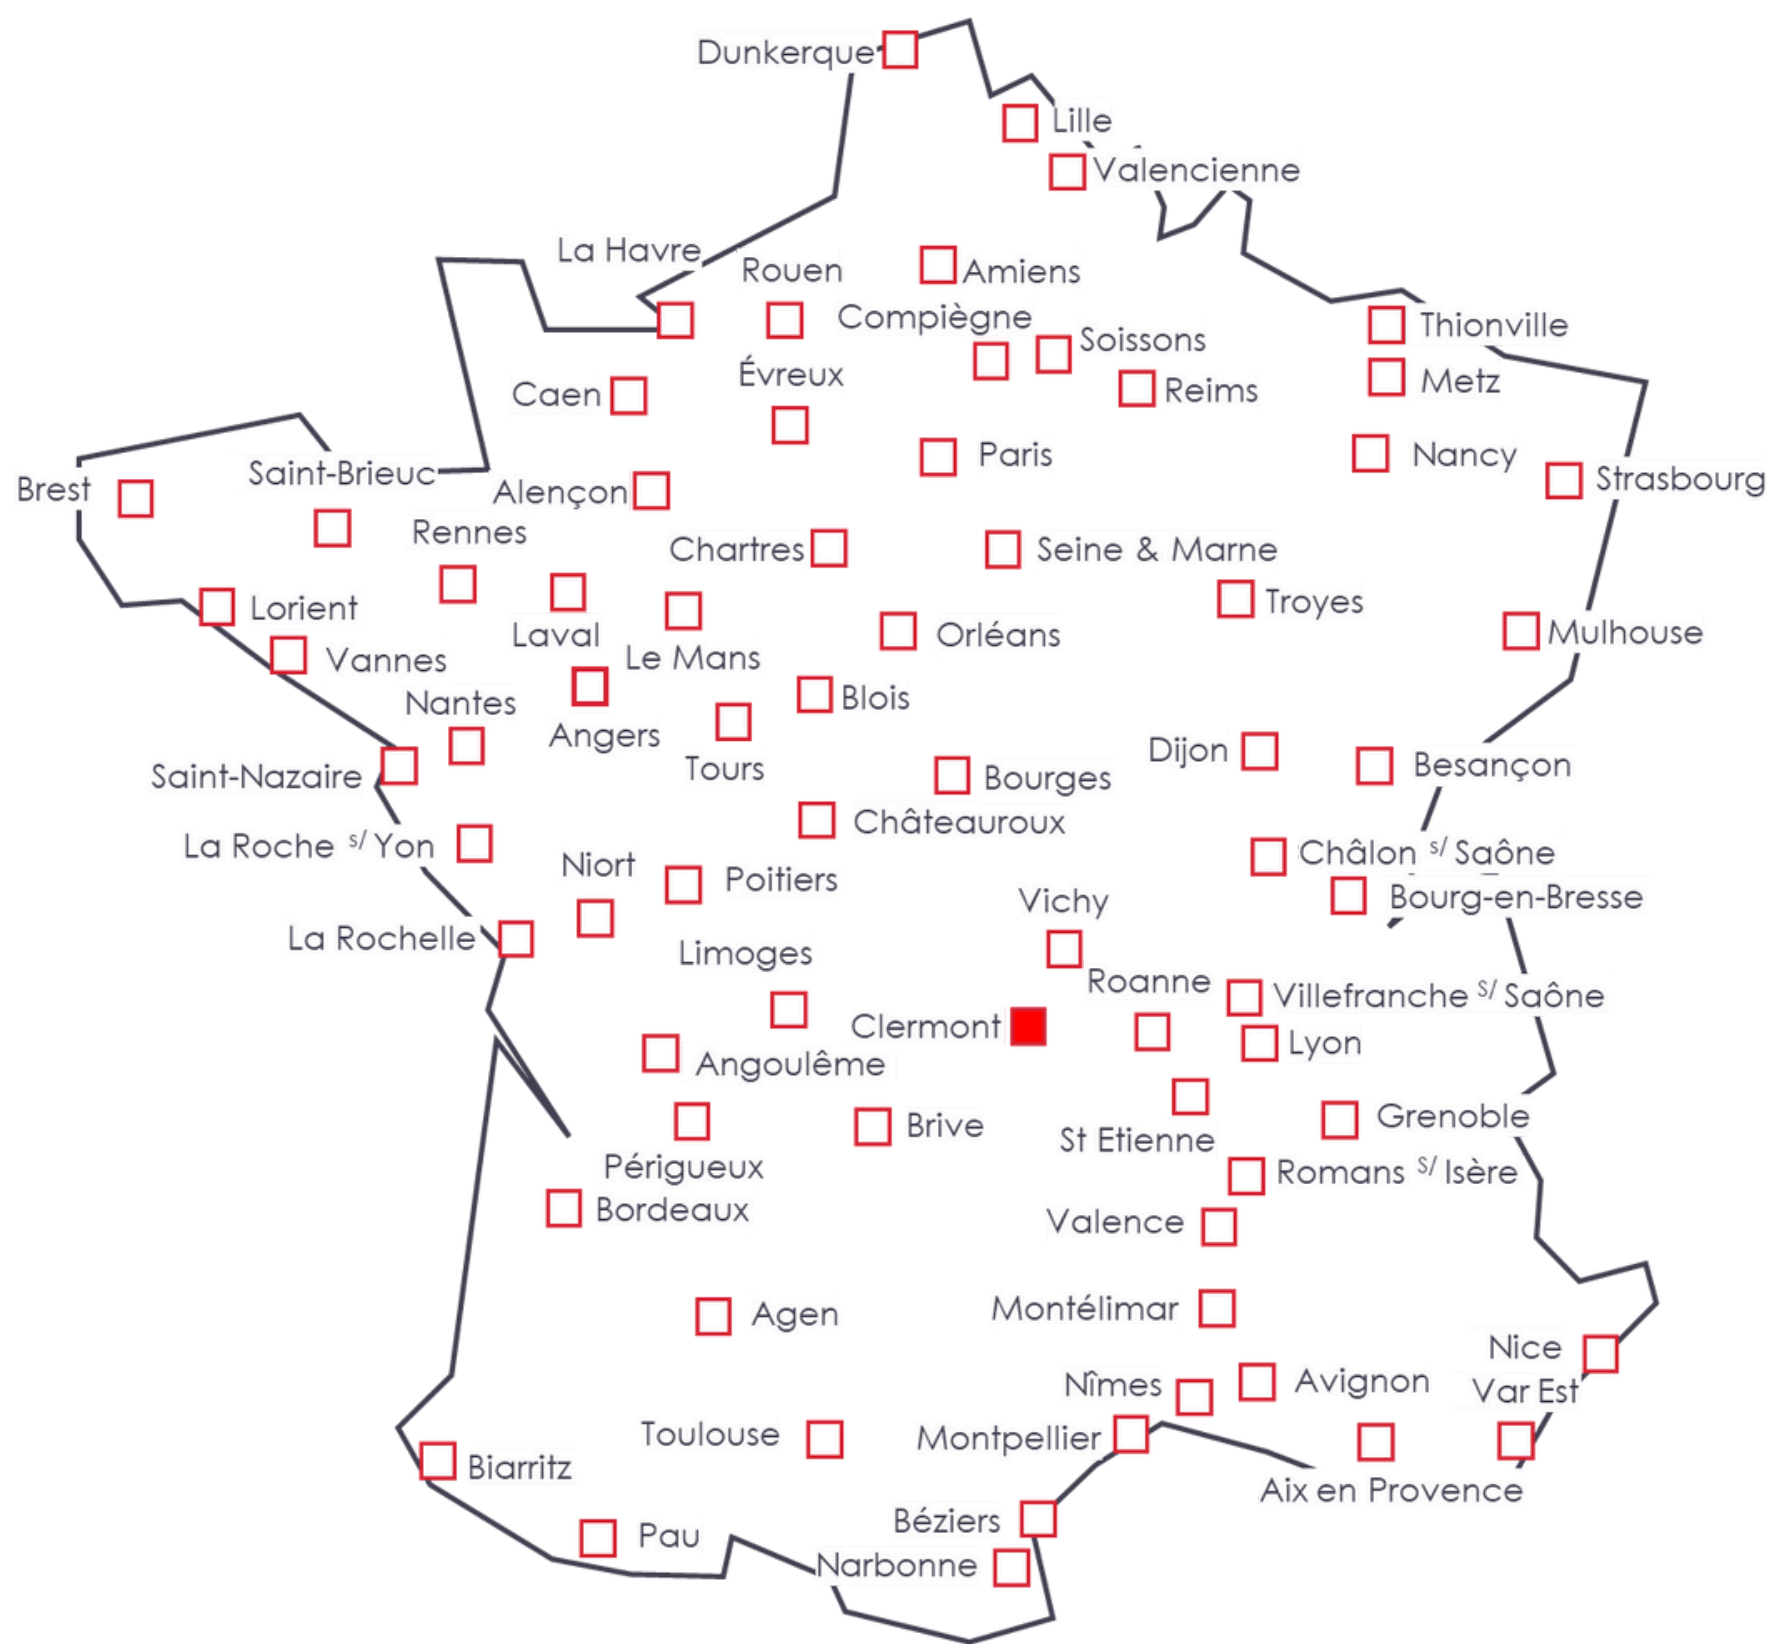 Dunkerque
Lille
Valencienne
La Havre
Rouen
Amiens
Compiègne
Soissons
Thionville
Évreux
Metz
Caen
Reims
Paris
Nancy
Saint-Brieuc
Strasbourg
Brest
Alençon
Rennes
Chartres
Seine & Marne
Troyes
Lorient
Laval
Orléans
Mulhouse
Vannes
Le Mans
Nantes
Blois
Angers
Dijon
Tours
Besançon
Saint-Nazaire
Bourges
Châteauroux
La Roche s/ Yon
Châlon s/ Saône
Niort
Poitiers
Bourg-en-Bresse
Vichy
La Rochelle
Limoges
Roanne
Villefranche S/ Saône
Clermont
Lyon
Angoulême
Grenoble
Brive
St Etienne
Périgueux
Romans S/ Isère
Bordeaux
Valence
Montélimar
Agen
Nice
Nîmes
Avignon
Var Est
Toulouse
Montpellier
Biarritz
Aix en Provence
Béziers
Pau
Narbonne